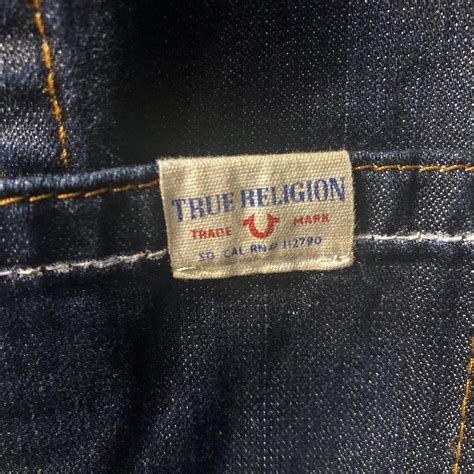 TRUE RELIGION
TRADE MARK
SO. CAL RN# 112790